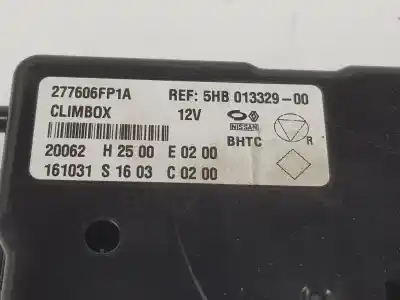 277606FP1A REF: 5HB 013329-00
CLIMBOX 12V
NISSAN
BHTC R
20062 H 25 00 E 02 00
161031 S 16 03 C 02 00